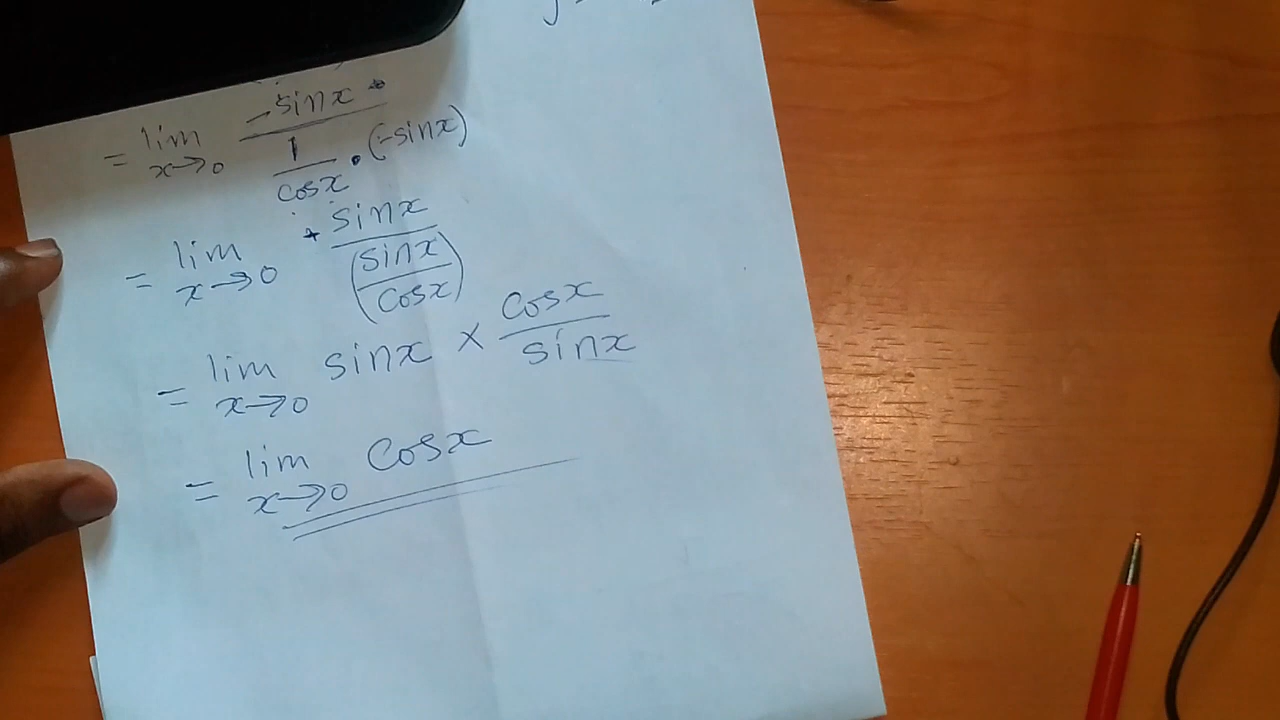 = lim x→0 -sinx / (1/cosx · (-sinx))
= lim x→0 + sinx / (sinx/cosx)
= lim x→0 sinx × cosx/sinx
= lim x→0 cosx